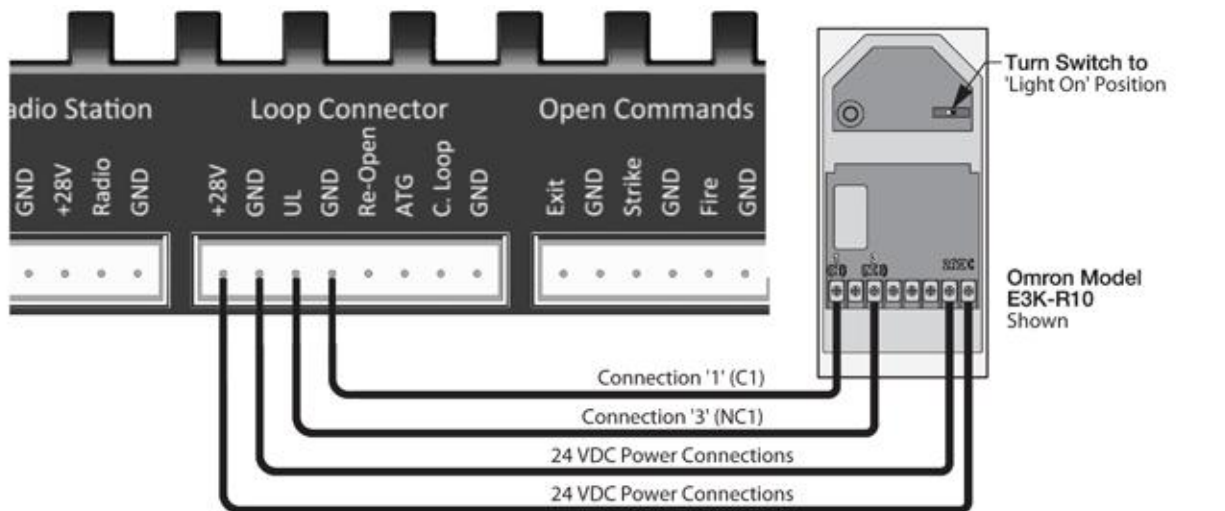 adio Station
Loop Connector
Open Commands
GND
+28V
Radio
GND
+28V
GND
UL
GND
Re-Open
ATG
C. Loop
GND
Exit
GND
Strike
GND
Fire
GND
Turn Switch to
'Light On' Position
Omron Model
E3K-R10
Shown
Connection '1' (C1)
Connection '3' (NC1)
24 VDC Power Connections
24 VDC Power Connections